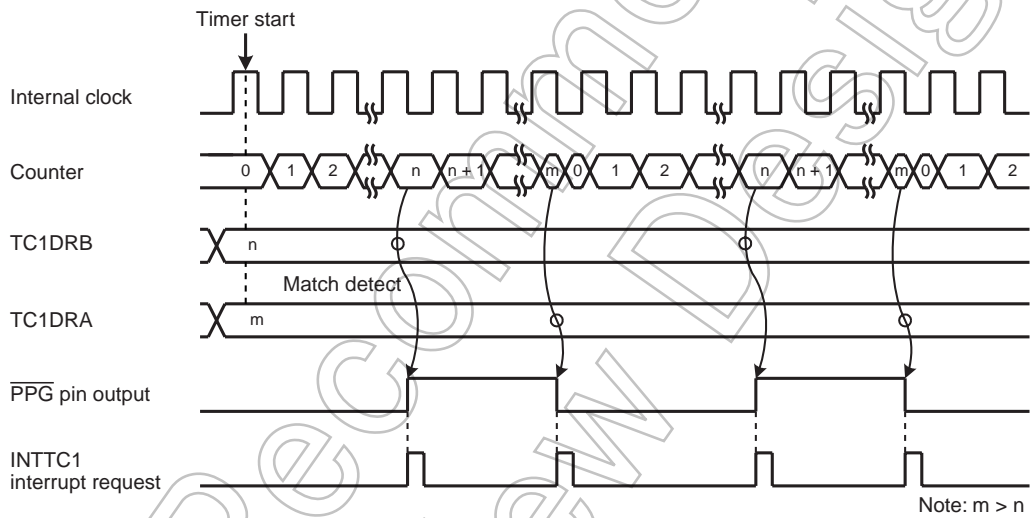 Timer start
Internal clock
Counter
0 1 2 n n + 1 m 0 1 2 n n + 1 m 0 1 2
TC1DRB
n
Match detect
TC1DRA
m
PPG pin output
INTTC1
interrupt request
Note: m > n